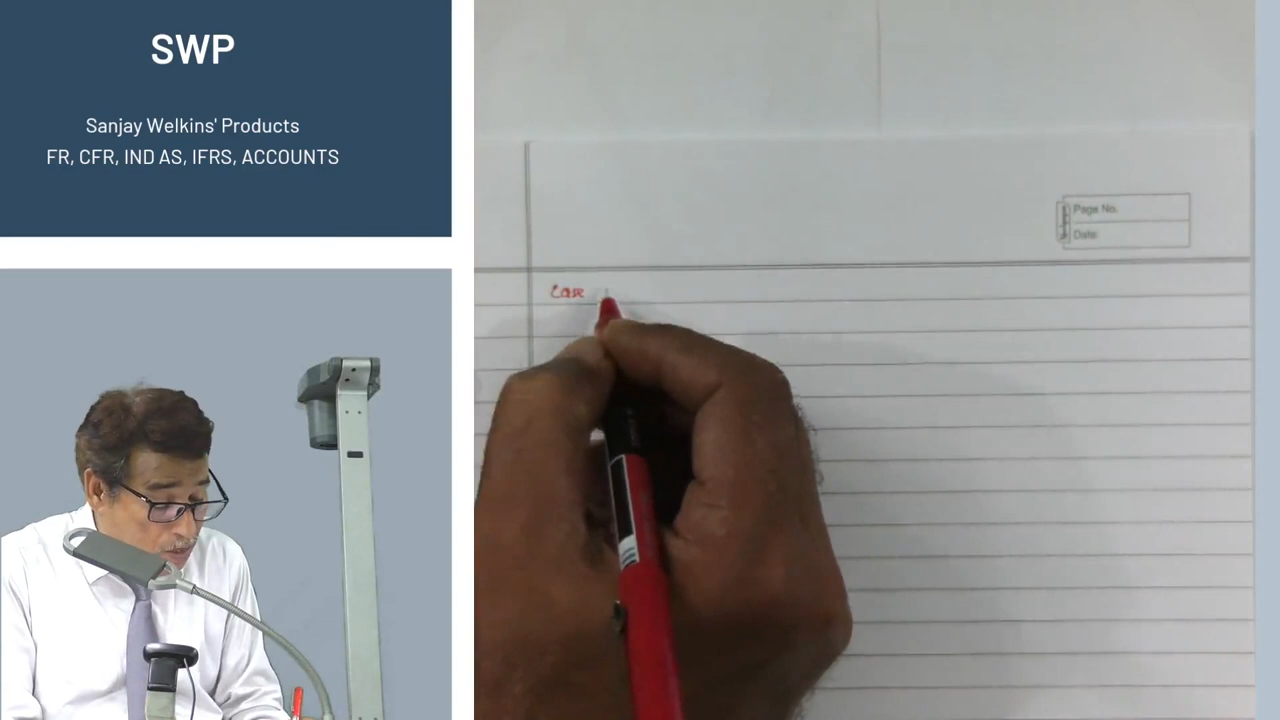 SWP
Sanjay Welkins' Products
FR, CFR, IND AS, IFRS, ACCOUNTS
Page No.
Date:
Case